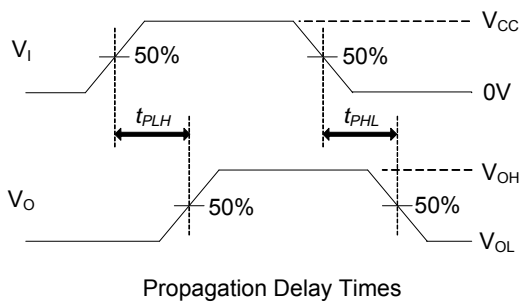 V_CC
V_I 50% 50%
0V
t_PLH t_PHL
V_OH
V_O 50% 50%
V_OL
Propagation Delay Times